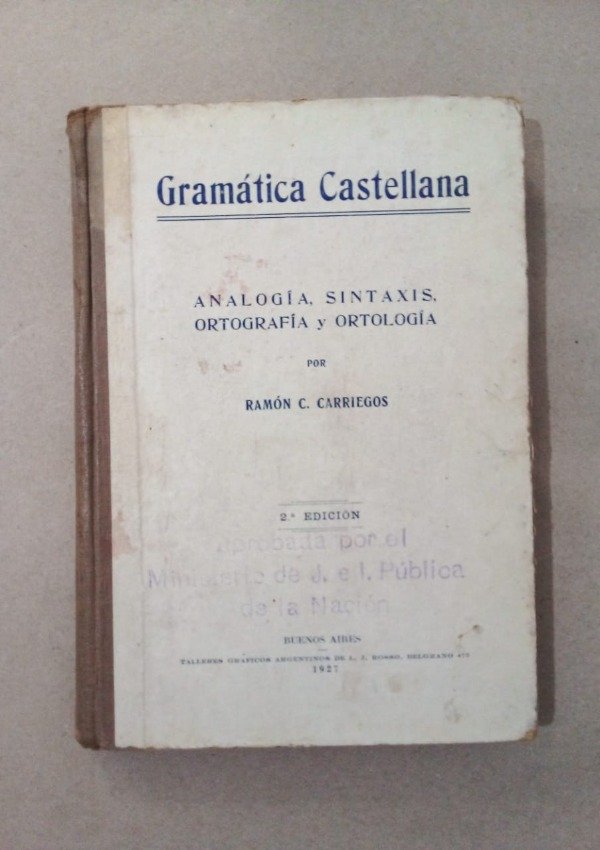 Gramática Castellana
ANALOGÍA, SINTAXIS,
ORTOGRAFÍA y ORTOLOGÍA
POR
RAMÓN C. CARRIEGOS
2.ª EDICIÓN
aprobada por el
Ministerio de J. e I. Pública
de la Nación
BUENOS AIRES
TALLERES GRÁFICOS ARGENTINOS DE L. J. ROSSO, BELGRANO 475
1927